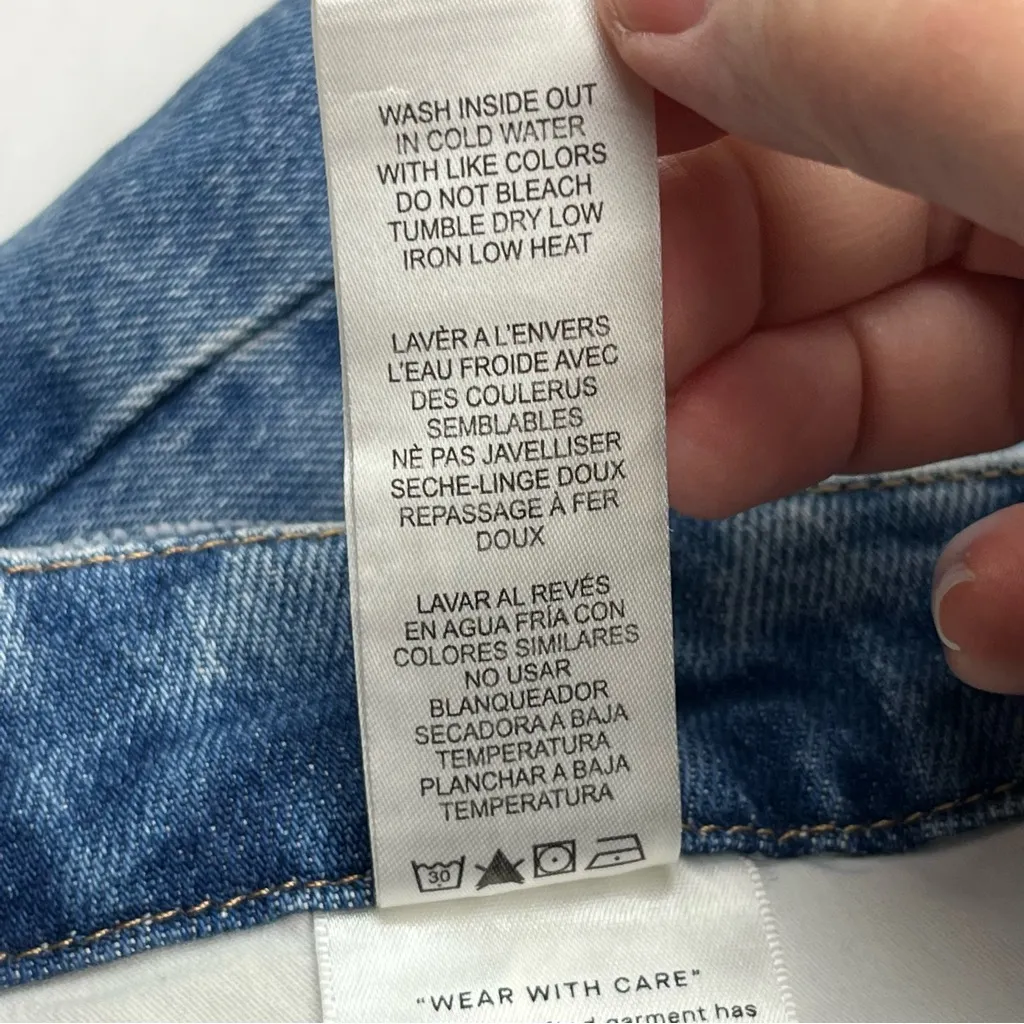 WASH INSIDE OUT
IN COLD WATER
WITH LIKE COLORS
DO NOT BLEACH
TUMBLE DRY LOW
IRON LOW HEAT
LAVÈR A L'ENVERS
L'EAU FROIDE AVEC
DES COULERUS
SEMBLABLES
NÈ PAS JAVELLISER
SECHE-LINGE DOUX
REPASSAGE À FER
DOUX
LAVAR AL REVÉS
EN AGUA FRÍA CON
COLORES SIMILARES
NO USAR
BLANQUEADOR
SECADORA A BAJA
TEMPERATURA
PLANCHAR A BAJA
TEMPERATURA
30
"WEAR WITH CARE"
garment has